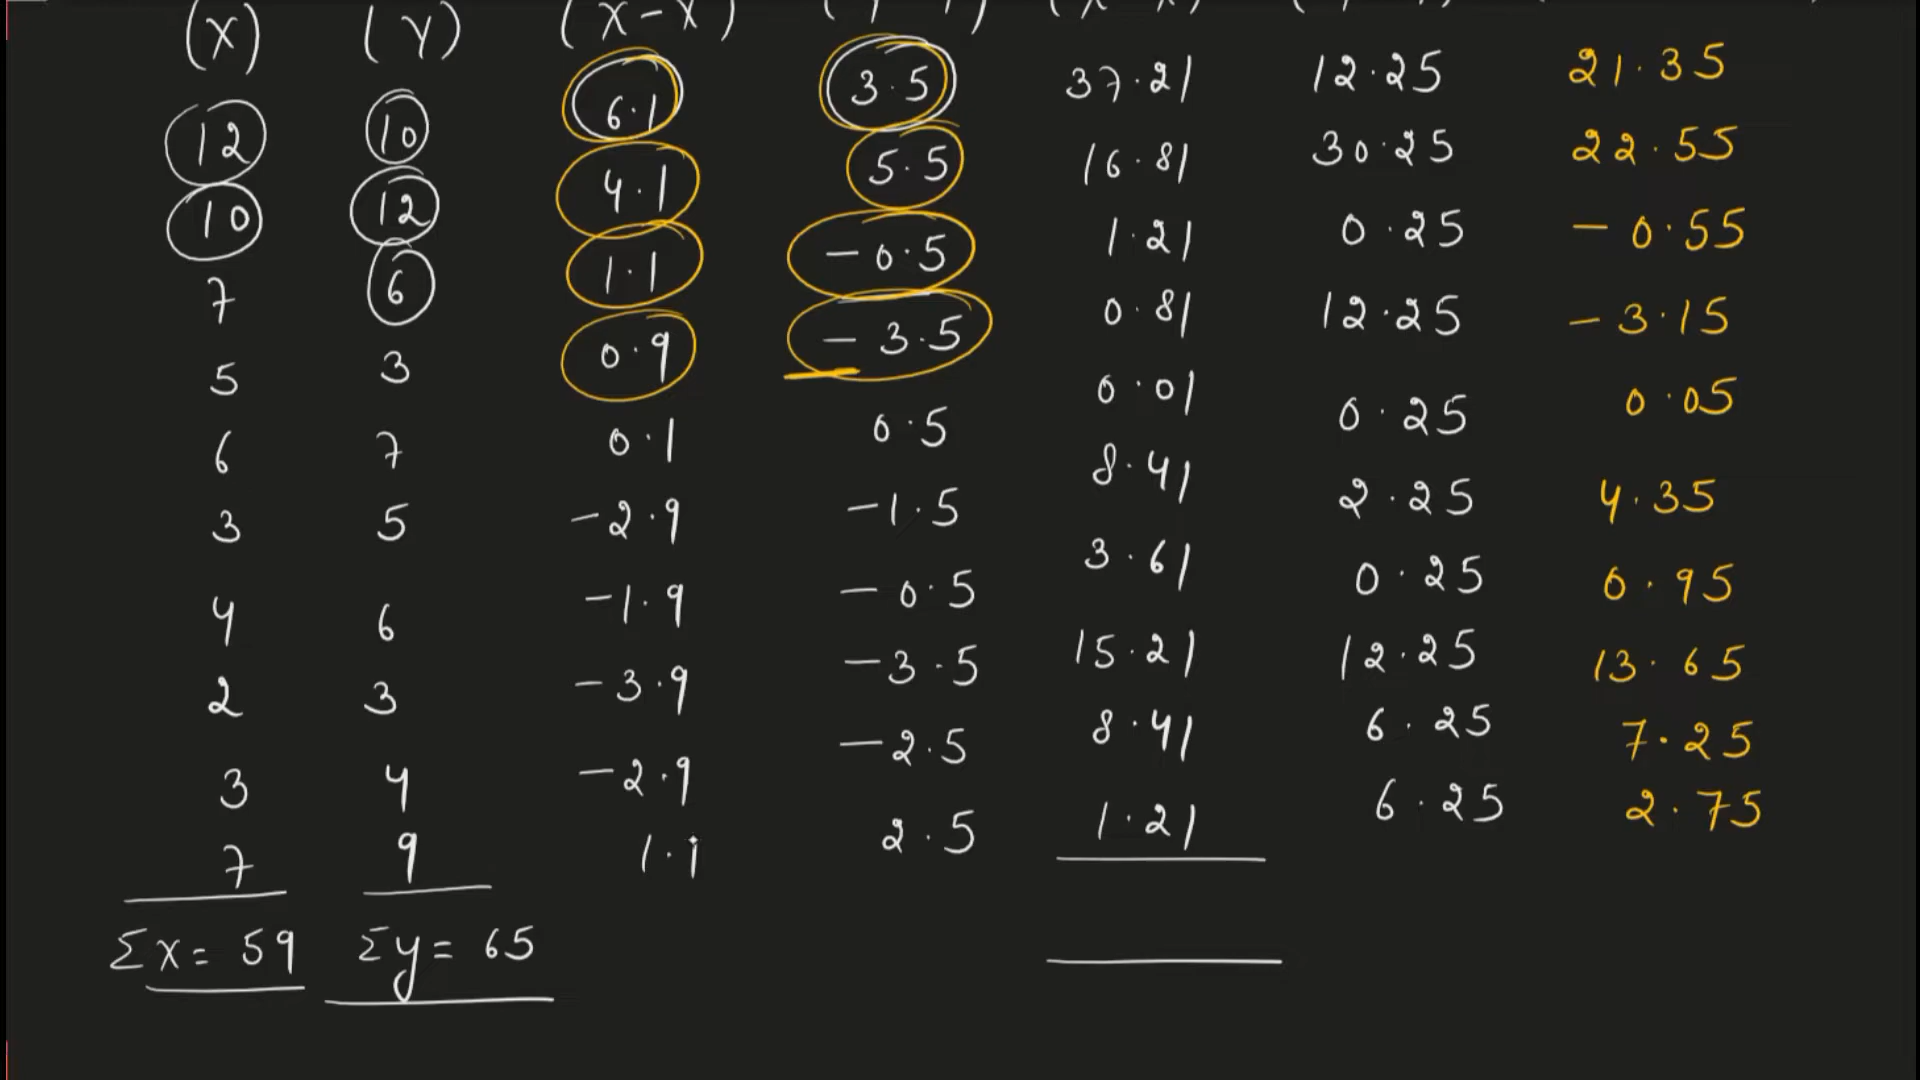 (X) (Y) (X-X) (X-X)
12 10 6.1 3.5 37.21 12.25 21.35
10 12 4.1 5.5 16.81 30.25 22.55
7 6 1.1 -0.5 1.21 0.25 -0.55
5 3 0.9 -3.5 0.81 12.25 -3.15
6 7 0.1 0.5 0.01 0.25 0.05
3 5 -2.9 -1.5 8.41 2.25 4.35
4 6 -1.9 -0.5 3.61 0.25 0.95
2 3 -3.9 -3.5 15.21 12.25 13.65
3 4 -2.9 -2.5 8.41 6.25 7.25
7 9 1.1 2.5 1.21 6.25 2.75
Σx= 59 Σy= 65